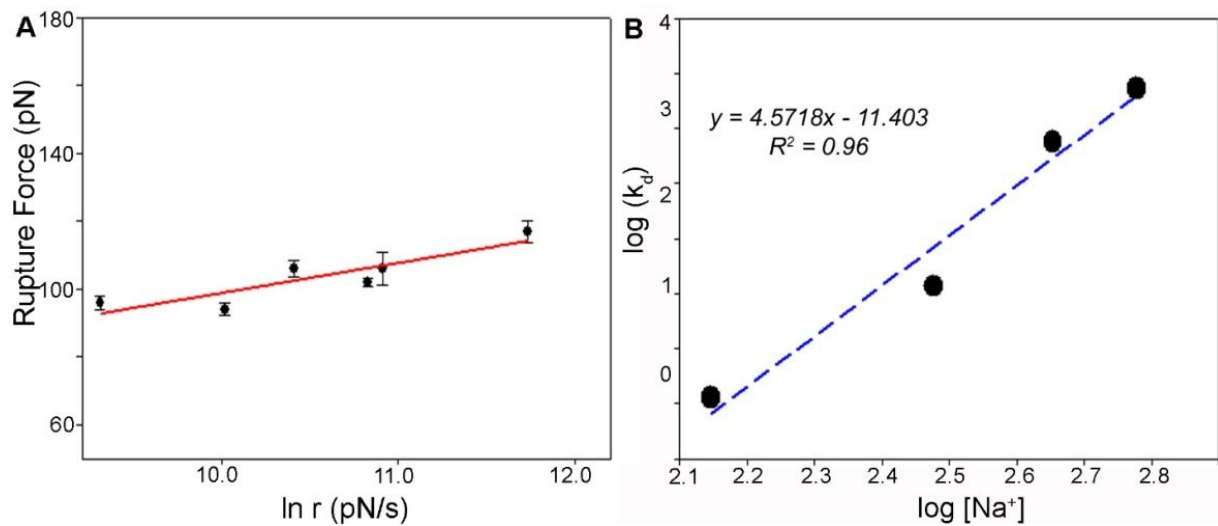 A
180
140
100
60
Rupture Force (pN)
10.0 11.0 12.0
ln r (pN/s)
B
4
3
2
1
0
log (k_d)
y = 4.5718x - 11.403
R² = 0.96
2.1 2.2 2.3 2.4 2.5 2.6 2.7 2.8
log [Na⁺]